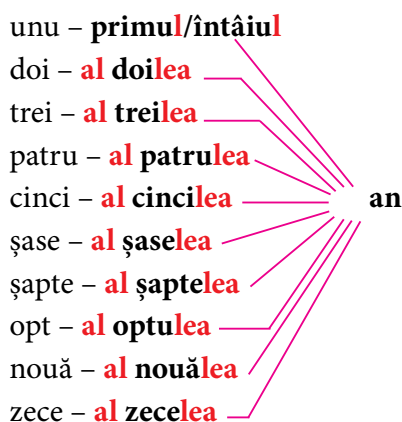 unu – primul/întâiul
doi – al doilea
trei – al treilea
patru – al patrulea
cinci – al cincilea an
șase – al șaselea
șapte – al șaptelea
opt – al optulea
nouă – al nouălea
zece – al zecelea